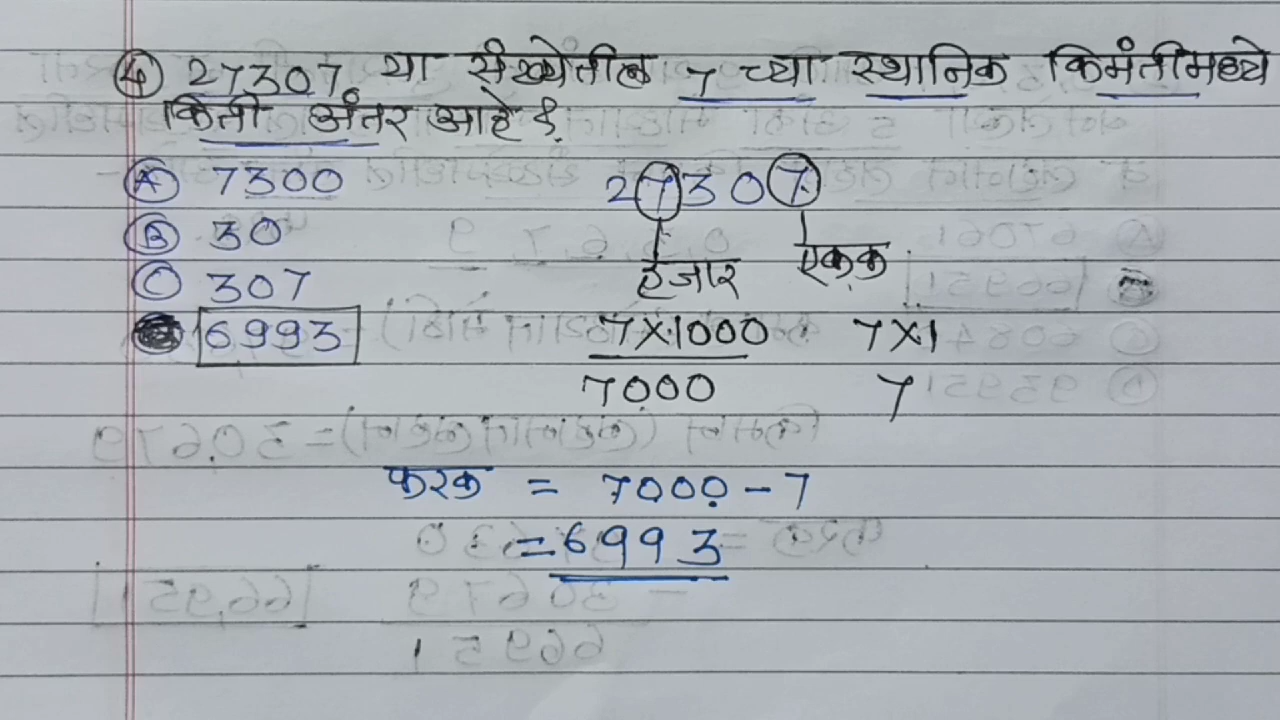 4 27307 या संख्येतील 7 च्या स्थानिक किमंतीमध्ये
किती अंतर आहे?
A 7300
B 30
C 307
6993
27307
हजार एकक
7×1000 7×1
7000 7
फरक = 7000 - 7
= 6993